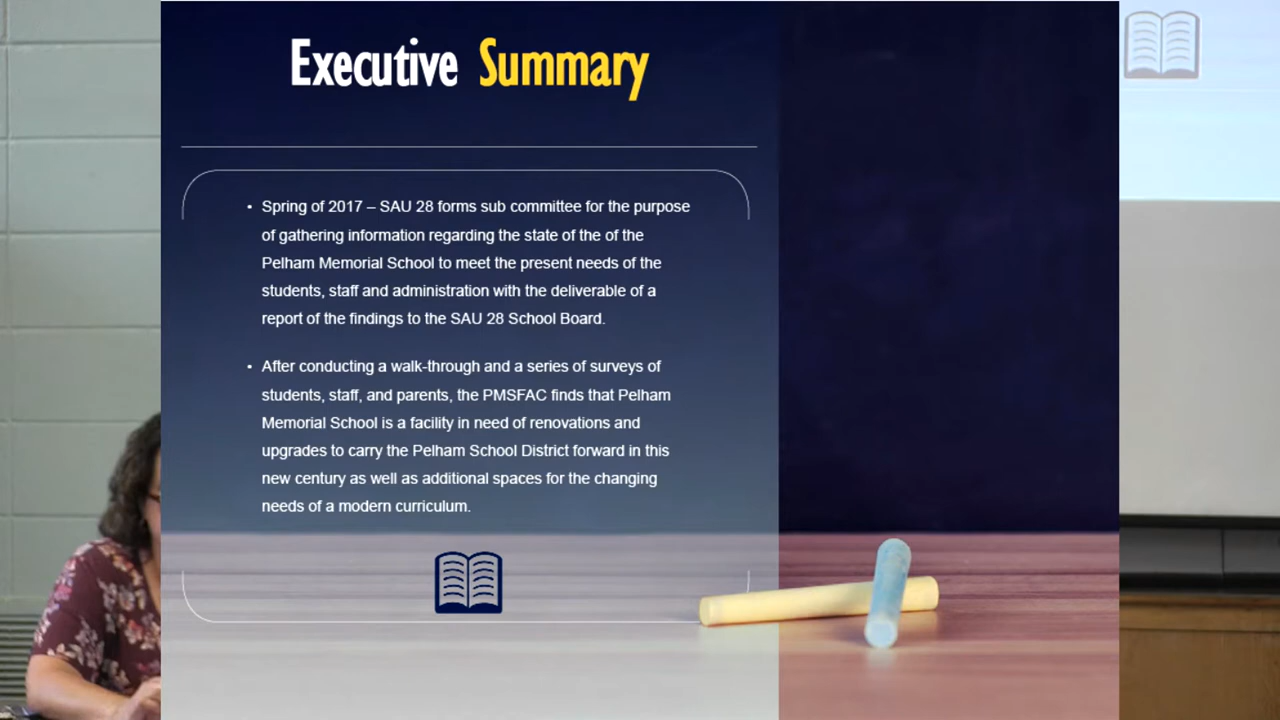 Executive Summary
• Spring of 2017 – SAU 28 forms sub committee for the purpose
of gathering information regarding the state of the of the
Pelham Memorial School to meet the present needs of the
students, staff and administration with the deliverable of a
report of the findings to the SAU 28 School Board.
• After conducting a walk-through and a series of surveys of
students, staff, and parents, the PMSFAC finds that Pelham
Memorial School is a facility in need of renovations and
upgrades to carry the Pelham School District forward in this
new century as well as additional spaces for the changing
needs of a modern curriculum.